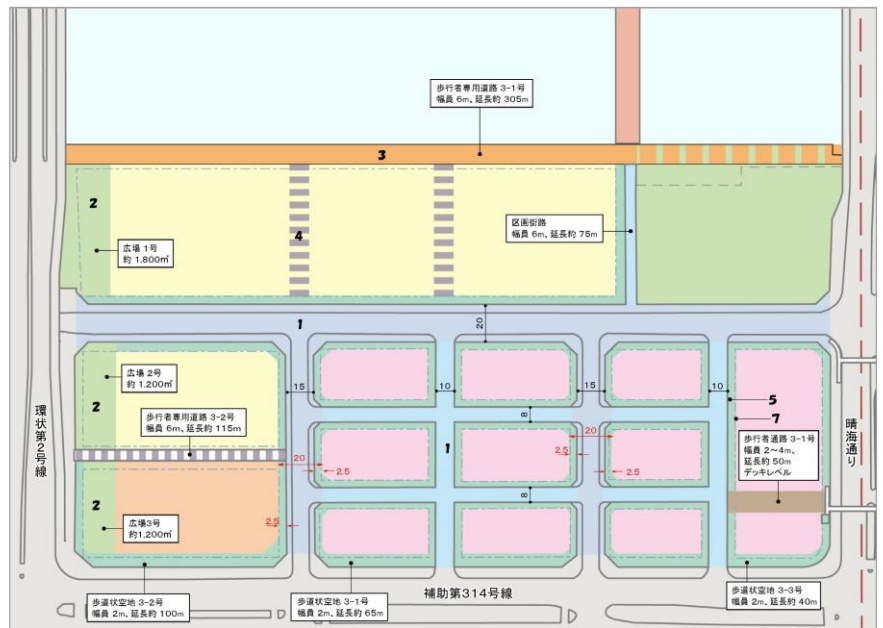 歩行者専用道路 3-1号
幅員 6m、延長約 305m
3
2
4
区画街路
幅員 6m、延長約 75m
広場 1号
約 1,800㎡
1
20
広場 2号
約 1,200㎡
15
10
15
10
5
2
7
歩行者専用道路 3-2号
幅員 6m、延長約 115m
8
20
歩行者通路 3-1号
幅員 2〜4m、
延長約 50m
デッキレベル
1
20
2.5
2.5
2.5
8
2
広場3号
約1,200㎡
2.5
環状第2号線
晴海通り
歩道状空地 3-2号
幅員 2m、延長約 100m
歩道状空地 3-1号
幅員 2m、延長約 65m
補助第314号線
歩道状空地 3-3号
幅員 2m、延長約 40m